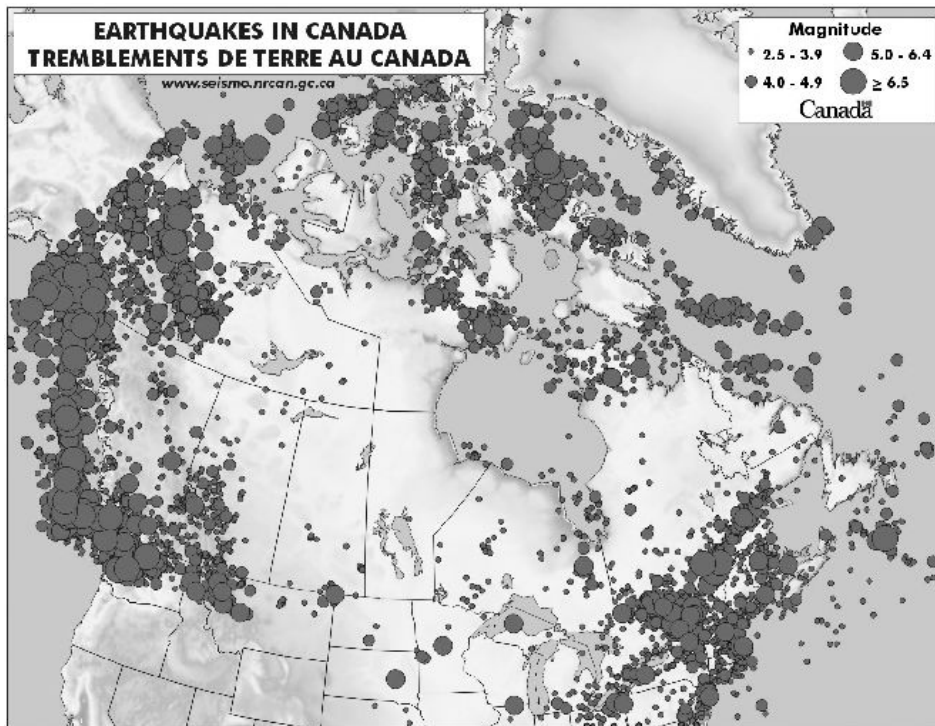 EARTHQUAKES IN CANADA
TREMBLEMENTS DE TERRE AU CANADA
www.seismo.nrcan.gc.ca
Magnitude
2.5 - 3.9 5.0 - 6.4
4.0 - 4.9 ≥ 6.5
Canada